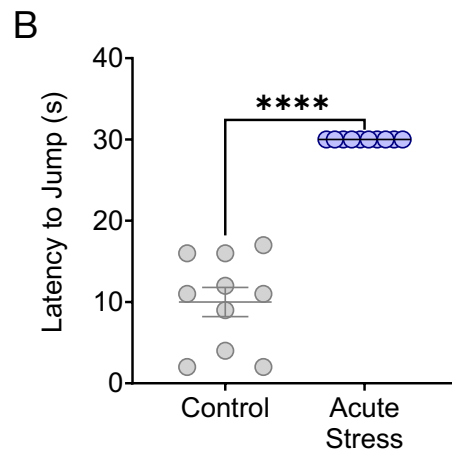 B
Latency to Jump (s)
40
30
20
10
0
****
Control
Acute
Stress